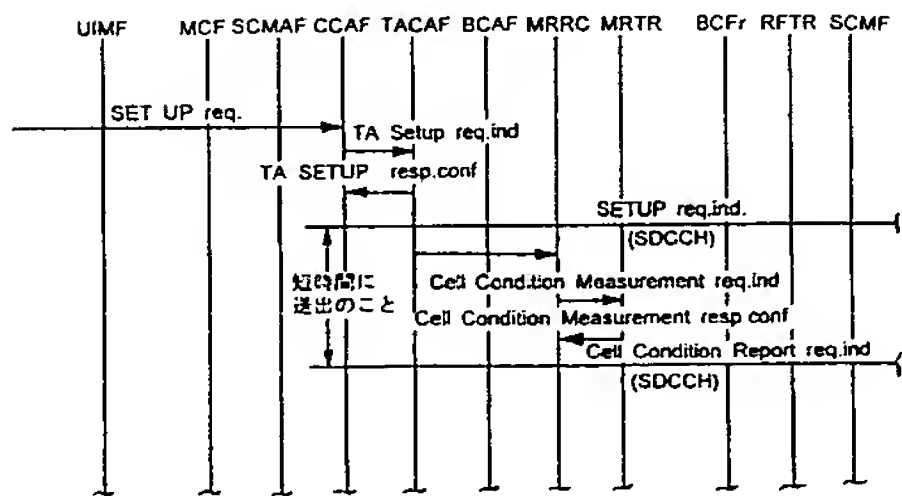 UIMF MCF SCMAF CCAF TACAF BCAF MRRC MRTR BCFr RFTR SCMF
SET UP req.
TA Setup req.ind
TA SETUP resp.conf
SETUP req.ind.
(SDCCH)
短時間に
送出のこと
Cell Condition Measurement req.ind
Cell Condition Measurement resp conf
Cell Condition Report req.ind
(SDCCH)